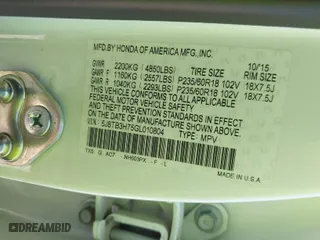 MFD. BY HONDA OF AMERICA MFG., INC. 10/15
GVWR 2200KG (4850LBS) TIRE SIZE RIM SIZE
GAWR F 1160KG (2557LBS) P235/60R18 102V 18X7.5J
GAWR R 1040KG (2293LBS) P235/60R18 102V 18X7.5J
THIS VEHICLE CONFORMS TO ALL APPLICABLE
FEDERAL MOTOR VEHICLE SAFETY, BUMPER,
AND THEFT PREVENTION STANDARDS IN EFFECT ON
THE DATE OF MANUFACTURE SHOWN ABOVE.
5J8TB3H75GL010804 TYPE: MPV
MADE IN U.S.A.
DREAMBID